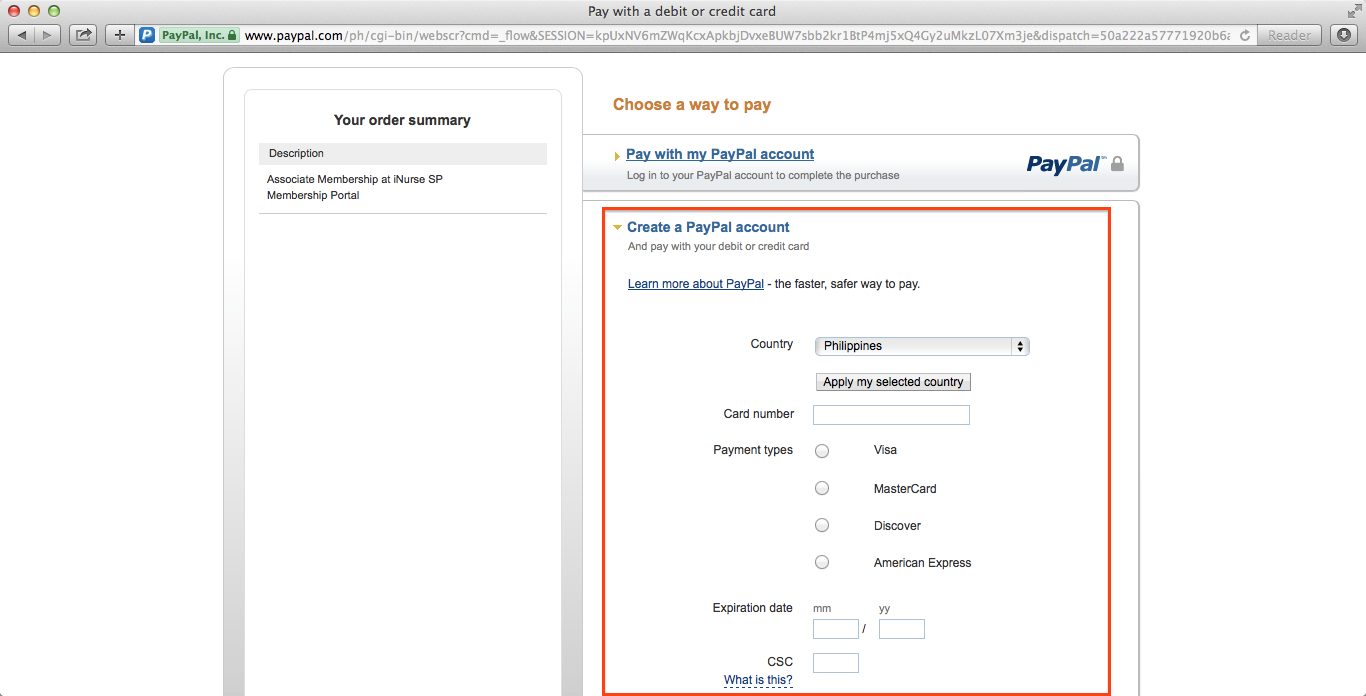 Pay with a debit or credit card
PayPal, Inc. www.paypal.com/ph/cgi-bin/webscr?cmd=_flow&SESSION=kpUxNV6mZWqKcxApkbjDvxeBUW7sbb2kr1BtP4mj5xQ4Gy2uMkzL07Xm3je&dispatch=50a222a57771920b6a Reader
Your order summary
Description
Associate Membership at iNurse SP
Membership Portal
Choose a way to pay
Pay with my PayPal account
Log in to your PayPal account to complete the purchase
PayPal
Create a PayPal account
And pay with your debit or credit card
Learn more about PayPal - the faster, safer way to pay.
Country Philippines
Apply my selected country
Card number
Payment types Visa
MasterCard
Discover
American Express
Expiration date mm yy
/
CSC
What is this?